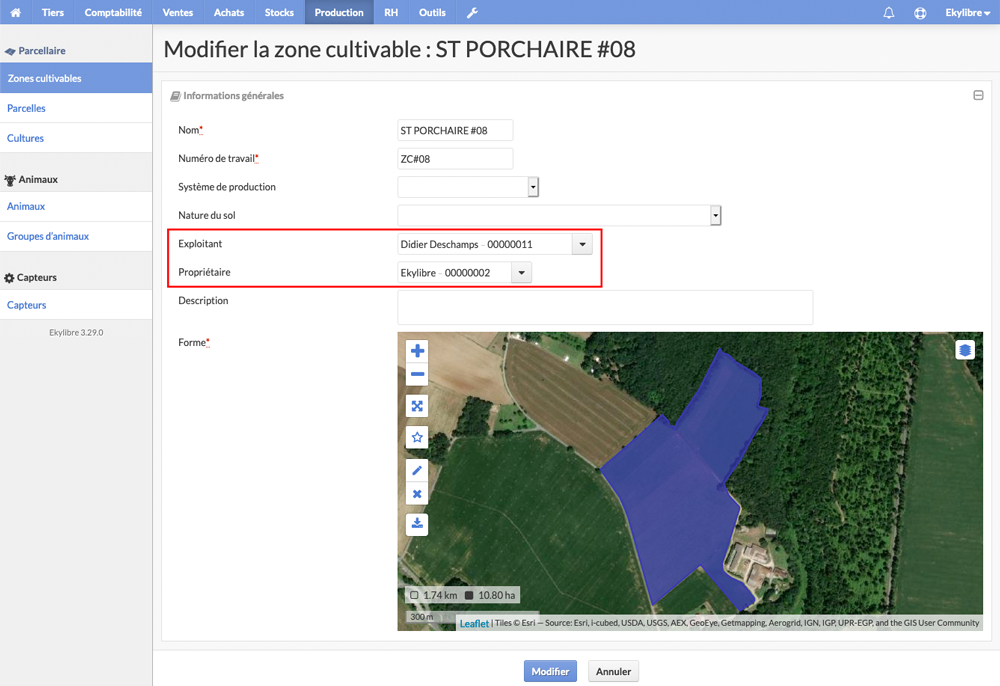 Tiers Comptabilité Ventes Achats Stocks Production RH Outils Ekylibre
Parcellaire
Zones cultivables
Parcelles
Cultures
Animaux
Animaux
Groupes d'animaux
Capteurs
Capteurs
Ekylibre 3.29.0
Modifier la zone cultivable : ST PORCHAIRE #08
Informations générales
Nom* ST PORCHAIRE #08
Numéro de travail* ZC#08
Système de production
Nature du sol
Exploitant Didier Deschamps - 00000011
Propriétaire Ekylibre - 00000002
Description
Forme*
1.74 km 10.80 ha
300 m
Leaflet | Tiles © Esri — Source: Esri, i-cubed, USDA, USGS, AEX, GeoEye, Getmapping, Aerogrid, IGN, IGP, UPR-EGP, and the GIS User Community
Modifier Annuler